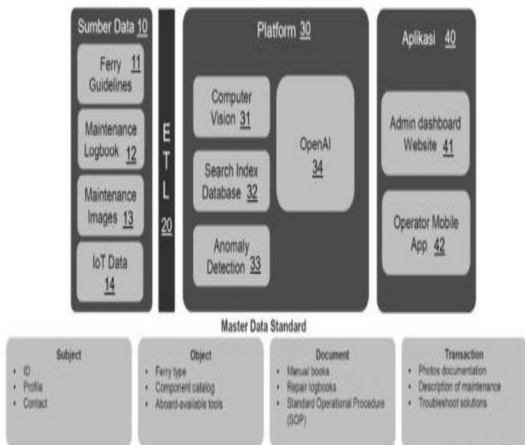 Sumber Data 10
Ferry 11
Guidelines
Maintenance
Logbook 12
Maintenance
Images 13
IoT Data
14
E
T
L
20
Platform 30
Computer
Vision 31
Search Index
Database
32
Anomaly
Detection 33
OpenAI
34
Aplikasi 40
Admin dashboard
Website 41
Operator Mobile
App 42
Master Data Standard
Subject
• ID
• Profile
• Contact
Object
• Ferry type
• Component catalog
• Aboard-available tools
Document
• Manual books
• Repair logbooks
• Standard Operational Procedure
(SOP)
Transaction
• Photos documentation
• Description of maintenance
• Troubleshoot solutions